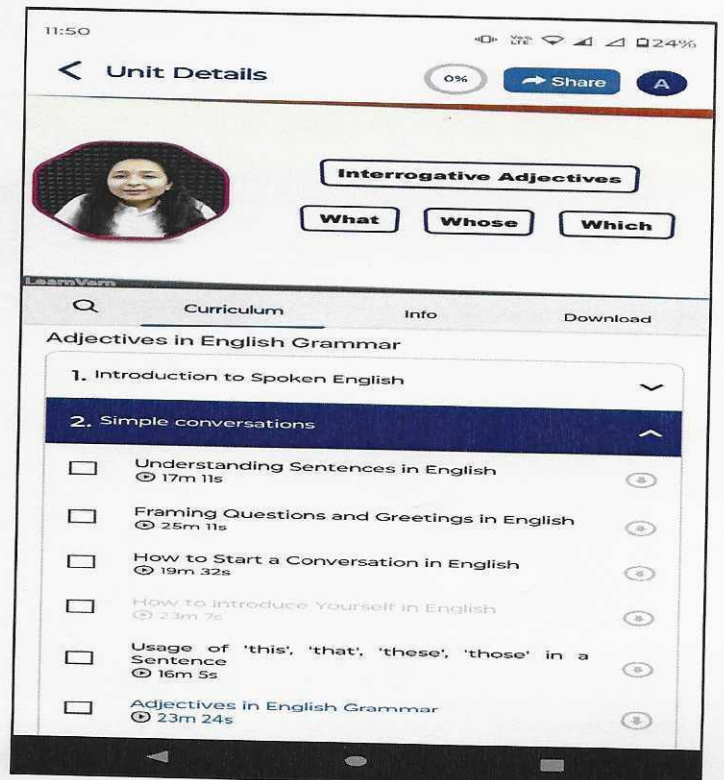 11:50
VoD LTE 24%
Unit Details
0%
Share
A
Interrogative Adjectives
What Whose Which
LearnVern
Curriculum Info Download
Adjectives in English Grammar
1. Introduction to Spoken English
2. Simple conversations
Understanding Sentences in English
17m 11s
Framing Questions and Greetings in English
25m 11s
How to Start a Conversation in English
19m 32s
How to Introduce Yourself in English
23m 7s
Usage of 'this', 'that', 'these', 'those' in a
Sentence
16m 5s
Adjectives in English Grammar
23m 24s